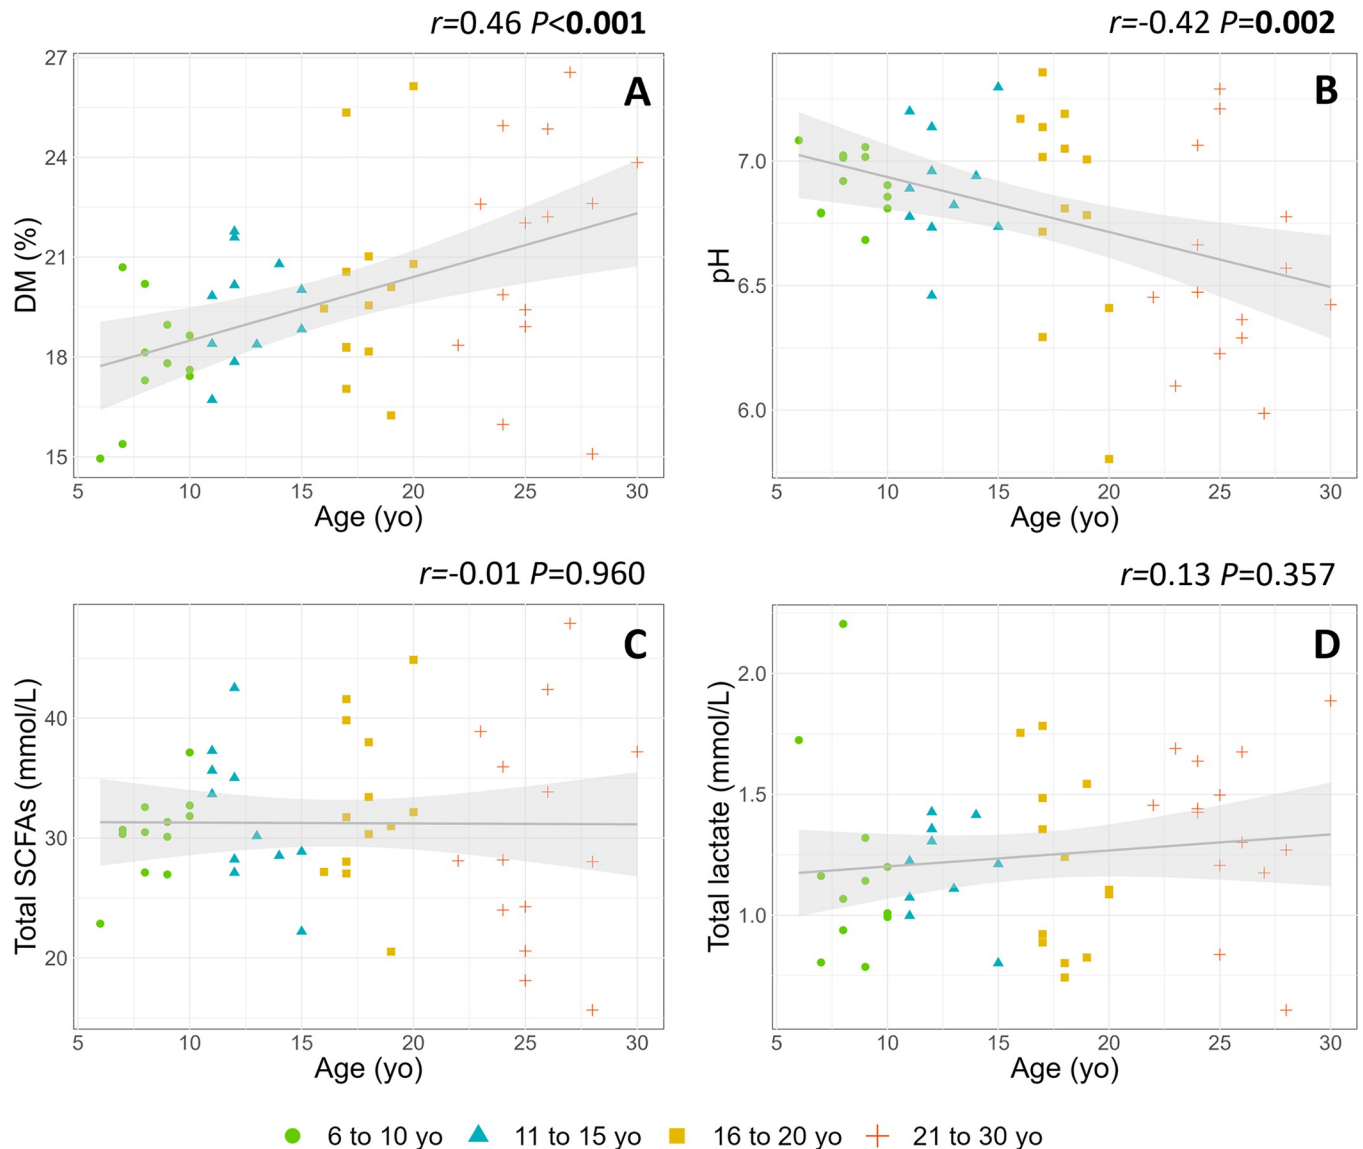 r=0.46 P<0.001
A
27
24
21
18
15
DM (%)
5 10 15 20 25 30
Age (yo)
r=-0.42 P=0.002
B
7.0
6.5
6.0
pH
5 10 15 20 25 30
Age (yo)
r=-0.01 P=0.960
C
40
30
20
Total SCFAs (mmol/L)
5 10 15 20 25 30
Age (yo)
r=0.13 P=0.357
D
2.0
1.5
1.0
Total lactate (mmol/L)
5 10 15 20 25 30
Age (yo)
6 to 10 yo 11 to 15 yo 16 to 20 yo 21 to 30 yo